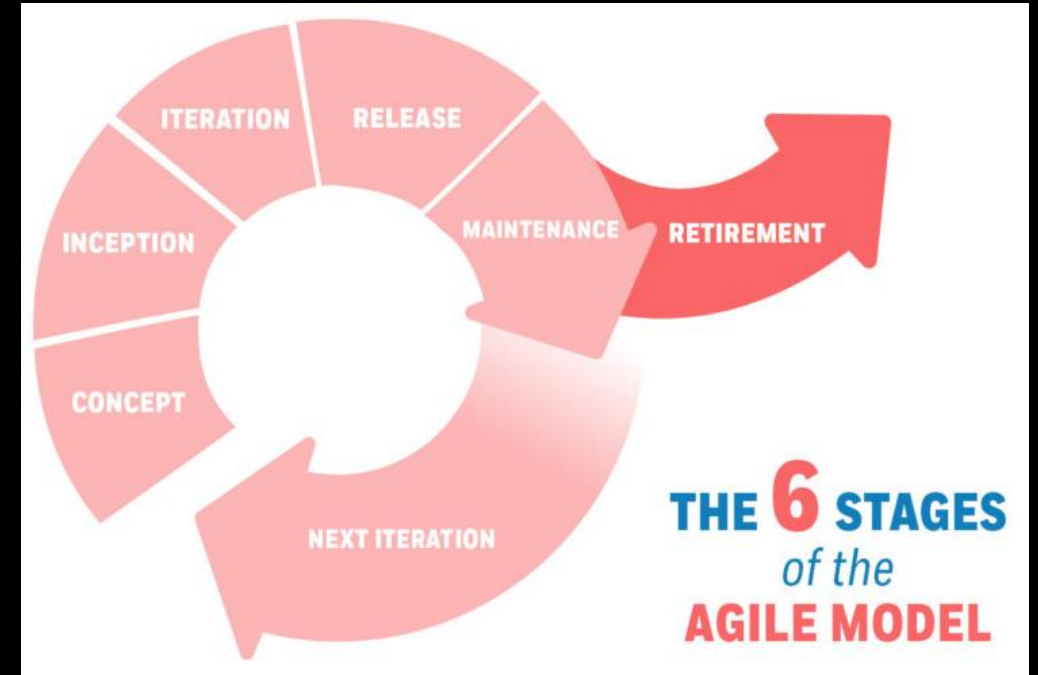 CONCEPT
INCEPTION
ITERATION
RELEASE
MAINTENANCE
RETIREMENT
NEXT ITERATION
THE 6 STAGES
of the
AGILE MODEL